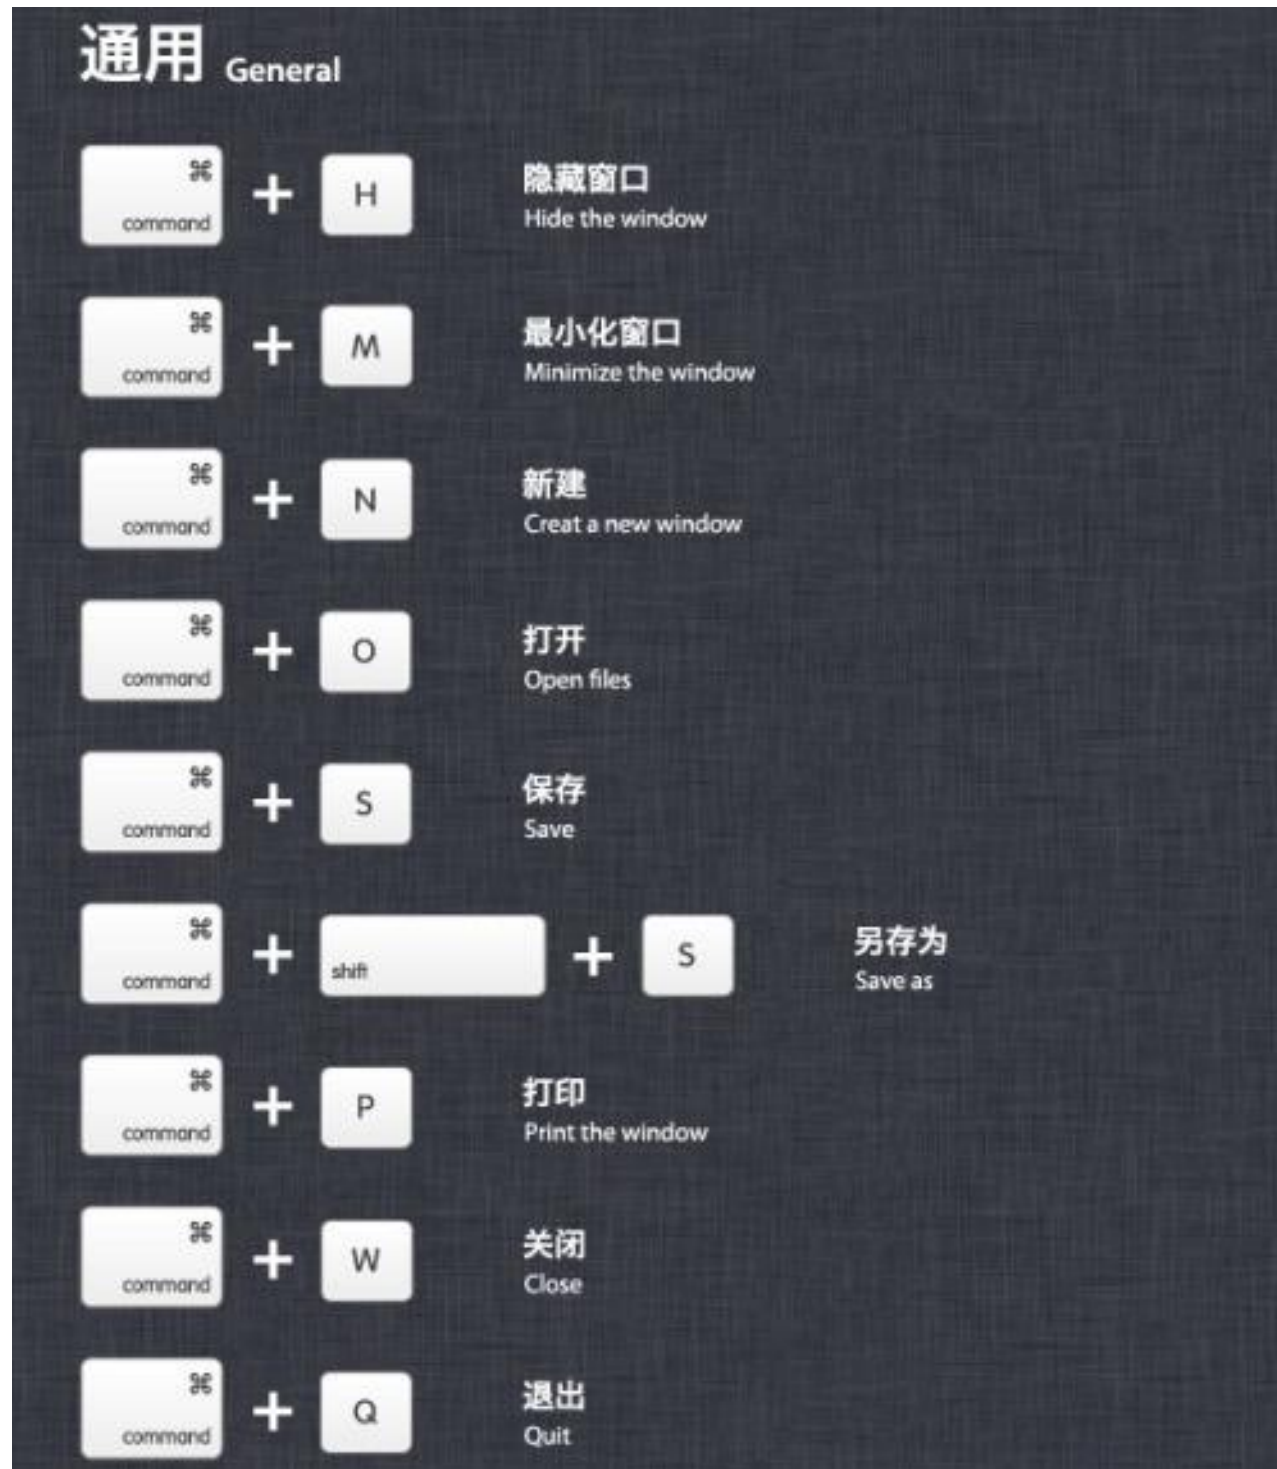 通用 General
⌘
command + H
隐藏窗口
Hide the window
⌘
command + M
最小化窗口
Minimize the window
⌘
command + N
新建
Creat a new window
⌘
command + O
打开
Open files
⌘
command + S
保存
Save
⌘
command + shift + S
另存为
Save as
⌘
command + P
打印
Print the window
⌘
command + W
关闭
Close
⌘
command + Q
退出
Quit